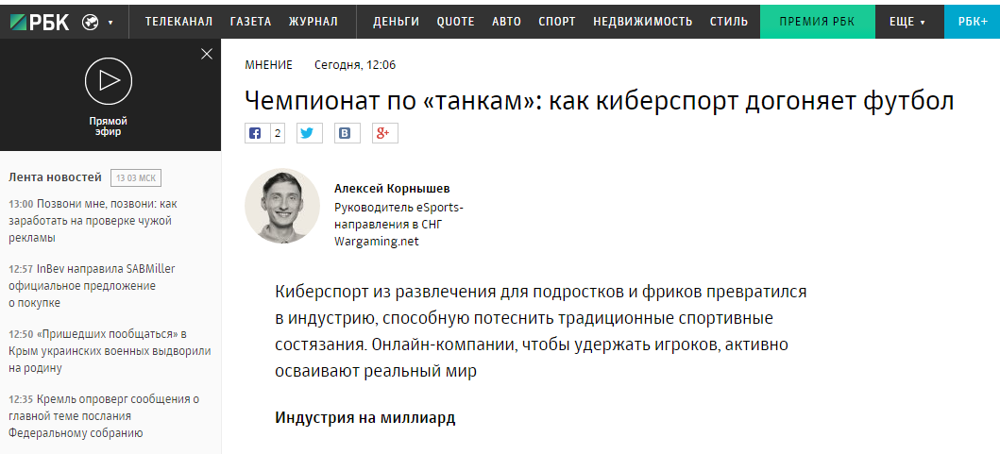 РБК
ТЕЛЕКАНАЛ ГАЗЕТА ЖУРНАЛ ДЕНЬГИ QUOTE АВТО СПОРТ НЕДВИЖИМОСТЬ СТИЛЬ ПРЕМИЯ РБК ЕЩЕ РБК+
Прямой
эфир
Лента новостей 13 03 МСК
13:00 Позвони мне, позвони: как
заработать на проверке чужой
рекламы
12:57 InBev направила SABMiller
официальное предложение
о покупке
12:50 «Пришедших пообщаться» в
Крым украинских военных выдворили
на родину
12:35 Кремль опроверг сообщения о
главной теме послания
Федеральному собранию
МНЕНИЕ Сегодня, 12:06
Чемпионат по «танкам»: как киберспорт догоняет футбол
2
Алексей Корнышев
Руководитель eSports-
направления в СНГ
Wargaming.net
Киберспорт из развлечения для подростков и фриков превратился
в индустрию, способную потеснить традиционные спортивные
состязания. Онлайн-компании, чтобы удержать игроков, активно
осваивают реальный мир
Индустрия на миллиард